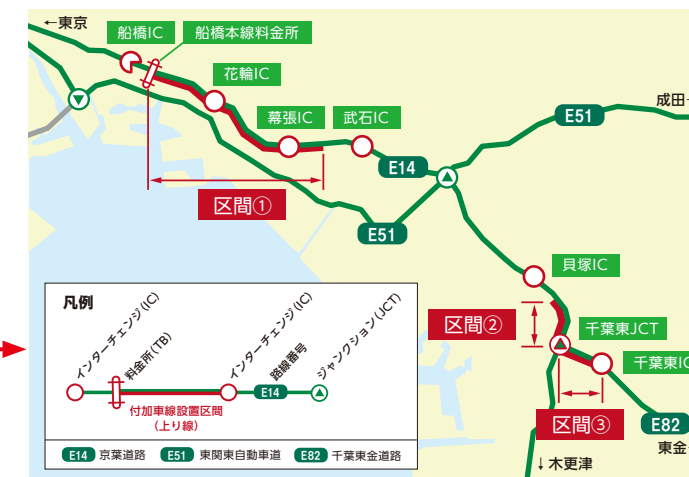 ←東京
船橋IC
船橋本線料金所
花輪IC
幕張IC
武石IC
成田
E51
E14
区間①
E51
貝塚IC
区間②
千葉東JCT
千葉東IC
区間③
E82
東金
↓木更津
凡例
インターチェンジ(IC)
料金所(TB)
インターチェンジ(IC)
路線番号
ジャンクション(JCT)
E14
付加車線設置区間
(上り線)
E14 京葉道路 E51 東関東自動車道 E82 千葉東金道路